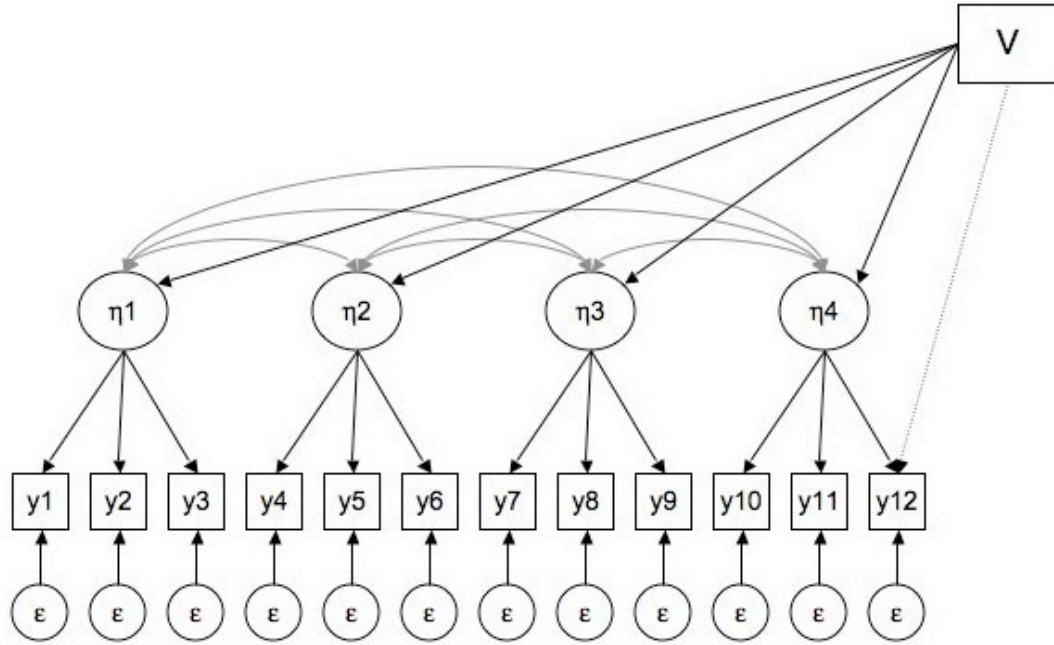 V
η1 η2 η3 η4
y1 y2 y3 y4 y5 y6 y7 y8 y9 y10 y11 y12
ε ε ε ε ε ε ε ε ε ε ε ε